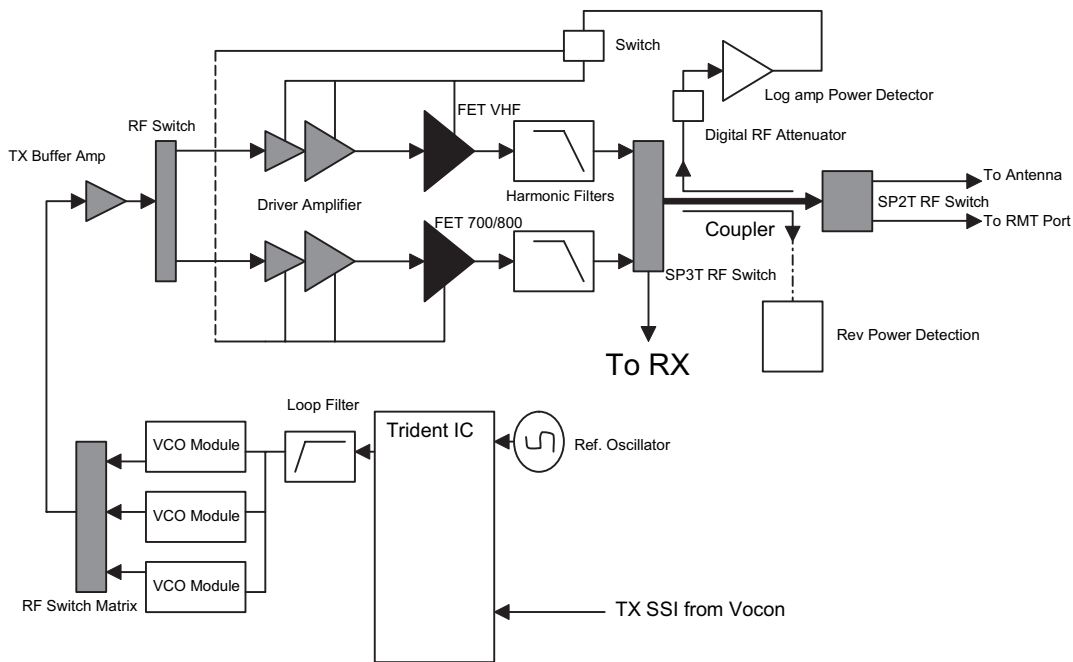 Switch
Log amp Power Detector
FET VHF
RF Switch
Digital RF Attenuator
TX Buffer Amp
To Antenna
Harmonic Filters
SP2T RF Switch
Driver Amplifier
To RMT Port
FET 700/800
Coupler
SP3T RF Switch
Rev Power Detection
To RX
Loop Filter
Trident IC
VCO Module
Ref. Oscillator
VCO Module
VCO Module
RF Switch Matrix
TX SSI from Vocon